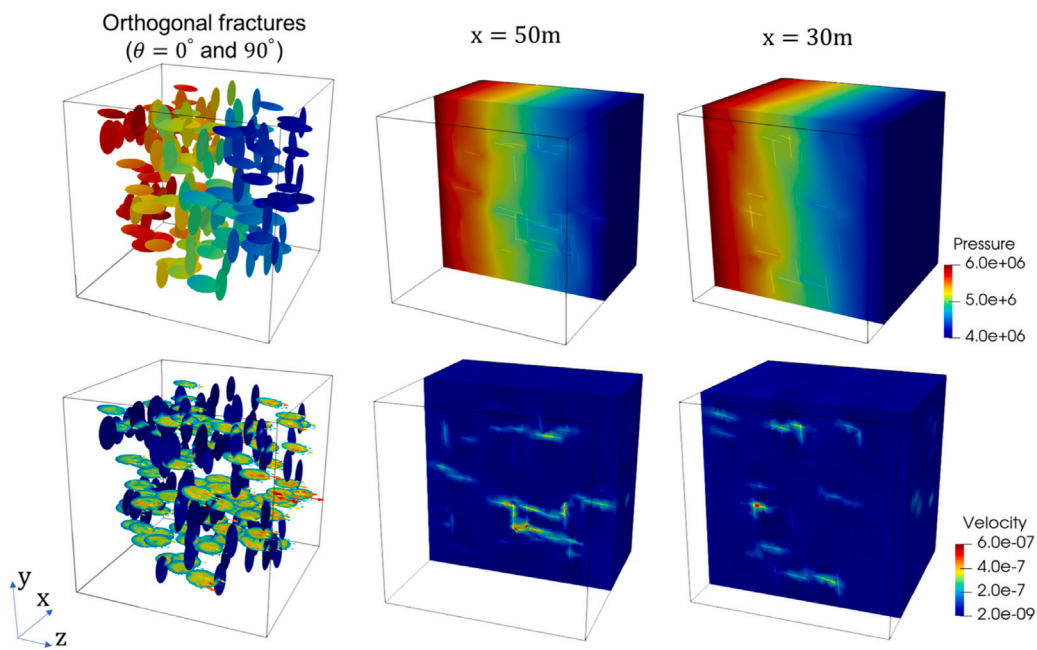 Orthogonal fractures
(θ = 0° and 90°)
x = 50m
x = 30m
Pressure
6.0e+06
5.0e+6
4.0e+06
Velocity
6.0e-07
4.0e-7
2.0e-7
2.0e-09
y
x
z